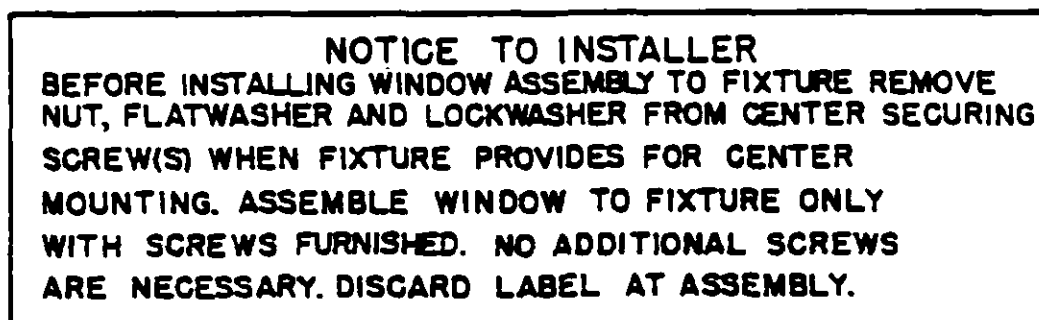 NOTICE TO INSTALLER
BEFORE INSTALLING WINDOW ASSEMBLY TO FIXTURE REMOVE
NUT, FLATWASHER AND LOCKWASHER FROM CENTER SECURING
SCREW(S) WHEN FIXTURE PROVIDES FOR CENTER
MOUNTING. ASSEMBLE WINDOW TO FIXTURE ONLY
WITH SCREWS FURNISHED. NO ADDITIONAL SCREWS
ARE NECESSARY. DISCARD LABEL AT ASSEMBLY.